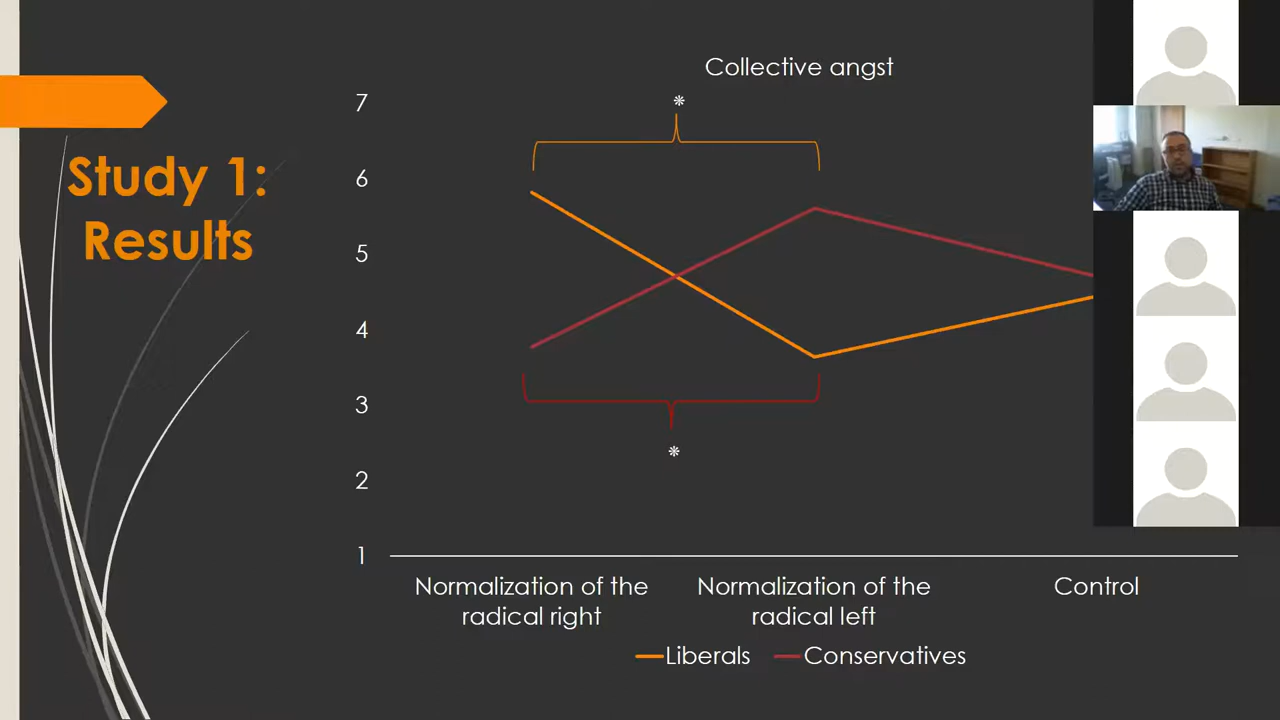 Study 1:
Results
Collective angst
7
6
5
4
3
2
1
*
*
Normalization of the
radical right
Normalization of the
radical left
Control
Liberals
Conservatives